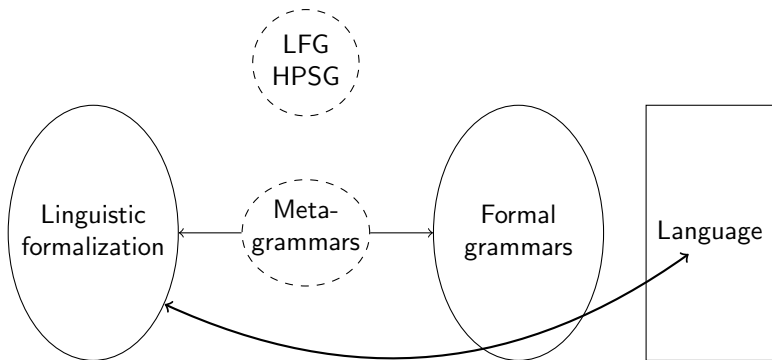 LFG
HPSG
Linguistic
formalization
Meta-
grammars
Formal
grammars
Language